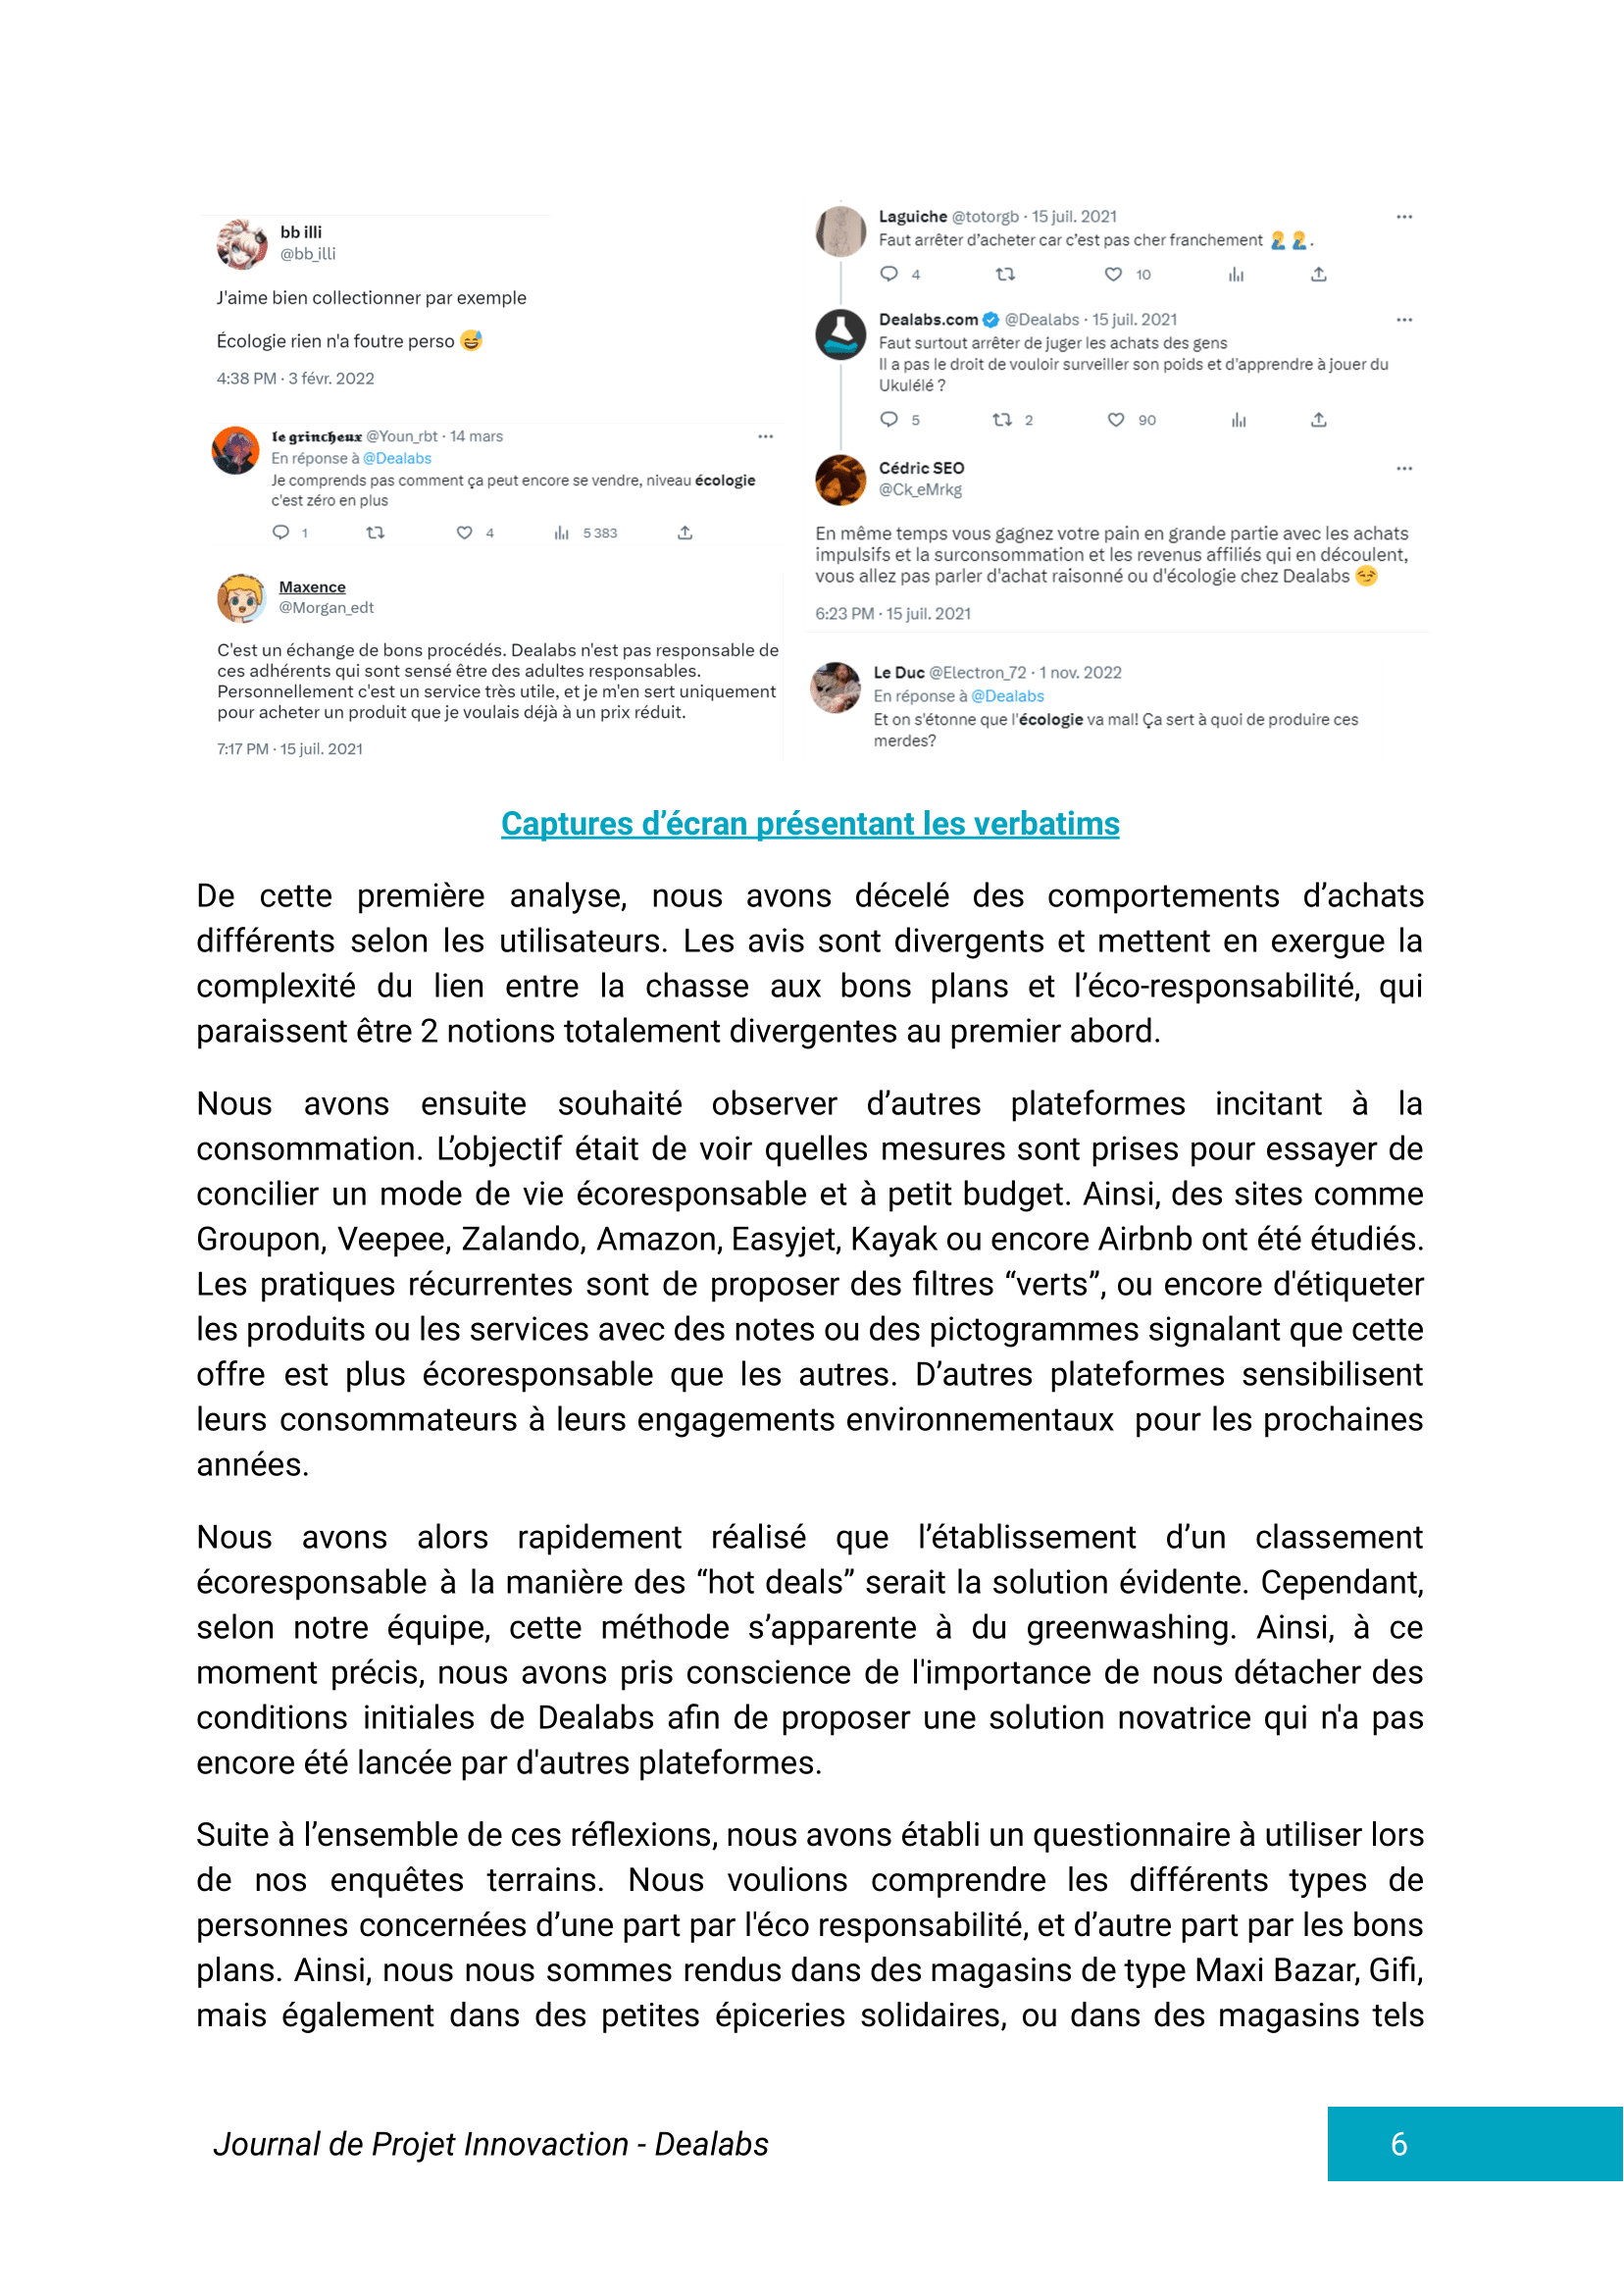 bb illi
@bb_illi
J'aime bien collectionner par exemple
Écologie rien n'a foutre perso 😅
4:38 PM · 3 févr. 2022
le grincheux @Youn_rbt · 14 mars
En réponse à @Dealabs
Je comprends pas comment ça peut encore se vendre, niveau écologie
c'est zéro en plus
1 4 5 383
Maxence
@Morgan_edt
C'est un échange de bons procédés. Dealabs n'est pas responsable de
ces adhérents qui sont sensé être des adultes responsables.
Personnellement c'est un service très utile, et je m'en sert uniquement
pour acheter un produit que je voulais déjà à un prix réduit.
7:17 PM · 15 juil. 2021
Laguiche @totorgb · 15 juil. 2021
Faut arrêter d’acheter car c’est pas cher franchement 🤦‍♂️ 🤦‍♂️.
4 10
Dealabs.com @Dealabs · 15 juil. 2021
Faut surtout arrêter de juger les achats des gens
Il a pas le droit de vouloir surveiller son poids et d'apprendre à jouer du
Ukulélé ?
5 2 90
Cédric SEO
@Ck_eMrkg
En même temps vous gagnez votre pain en grande partie avec les achats
impulsifs et la surconsommation et les revenus affiliés qui en découlent,
vous allez pas parler d'achat raisonné ou d'écologie chez Dealabs 😏
6:23 PM · 15 juil. 2021
Le Duc @Electron_72 · 1 nov. 2022
En réponse à @Dealabs
Et on s'étonne que l'écologie va mal! Ça sert à quoi de produire ces
merdes?
Captures d’écran présentant les verbatims
De cette première analyse, nous avons décelé des comportements d’achats
différents selon les utilisateurs. Les avis sont divergents et mettent en exergue la
complexité du lien entre la chasse aux bons plans et l’éco-responsabilité, qui
paraissent être 2 notions totalement divergentes au premier abord.
Nous avons ensuite souhaité observer d’autres plateformes incitant à la
consommation. L’objectif était de voir quelles mesures sont prises pour essayer de
concilier un mode de vie écoresponsable et à petit budget. Ainsi, des sites comme
Groupon, Veepee, Zalando, Amazon, Easyjet, Kayak ou encore Airbnb ont été étudiés.
Les pratiques récurrentes sont de proposer des filtres “verts”, ou encore d'étiqueter
les produits ou les services avec des notes ou des pictogrammes signalant que cette
offre est plus écoresponsable que les autres. D’autres plateformes sensibilisent
leurs consommateurs à leurs engagements environnementaux pour les prochaines
années.
Nous avons alors rapidement réalisé que l’établissement d’un classement
écoresponsable à la manière des “hot deals” serait la solution évidente. Cependant,
selon notre équipe, cette méthode s’apparente à du greenwashing. Ainsi, à ce
moment précis, nous avons pris conscience de l'importance de nous détacher des
conditions initiales de Dealabs afin de proposer une solution novatrice qui n'a pas
encore été lancée par d'autres plateformes.
Suite à l’ensemble de ces réflexions, nous avons établi un questionnaire à utiliser lors
de nos enquêtes terrains. Nous voulions comprendre les différents types de
personnes concernées d’une part par l'éco responsabilité, et d’autre part par les bons
plans. Ainsi, nous nous sommes rendus dans des magasins de type Maxi Bazar, Gifi,
mais également dans des petites épiceries solidaires, ou dans des magasins tels
Journal de Projet Innovaction - Dealabs
6